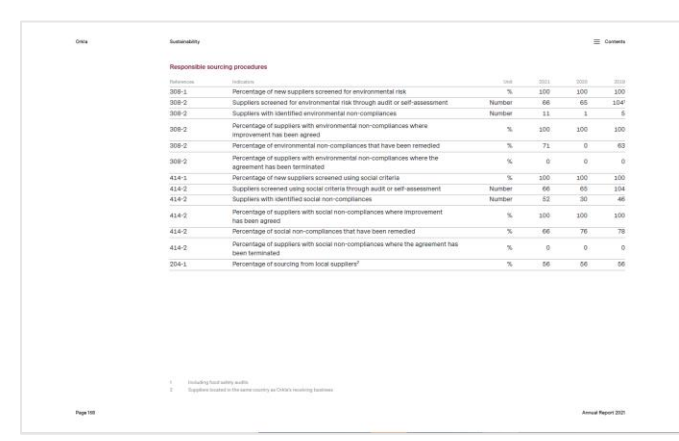 Orkla Sustainability Contents
Responsible sourcing procedures
References Indicators Unit 2021 2020 2019
308-1 Percentage of new suppliers screened for environmental risk % 100 100 100
308-2 Suppliers screened for environmental risk through audit or self-assessment Number 66 65 104¹
308-2 Suppliers with identified environmental non-compliances Number 11 1 5
308-2 Percentage of suppliers with environmental non-compliances where
improvement has been agreed % 100 100 100
308-2 Percentage of environmental non-compliances that have been remedied % 71 0 63
308-2 Percentage of suppliers with environmental non-compliances where the
agreement has been terminated % 0 0 0
414-1 Percentage of new suppliers screened using social criteria % 100 100 100
414-2 Suppliers screened using social criteria through audit or self-assessment Number 66 65 104
414-2 Suppliers with identified social non-compliances Number 52 30 46
414-2 Percentage of suppliers with social non-compliances where improvement
has been agreed % 100 100 100
414-2 Percentage of social non-compliances that have been remedied % 66 76 78
414-2 Percentage of suppliers with social non-compliances where the agreement has
been terminated % 0 0 0
204-1 Percentage of sourcing from local suppliers² % 56 56 56
1 Including food safety audits
2 Suppliers located in the same country as Orkla's receiving business
Page 190 Annual Report 2021